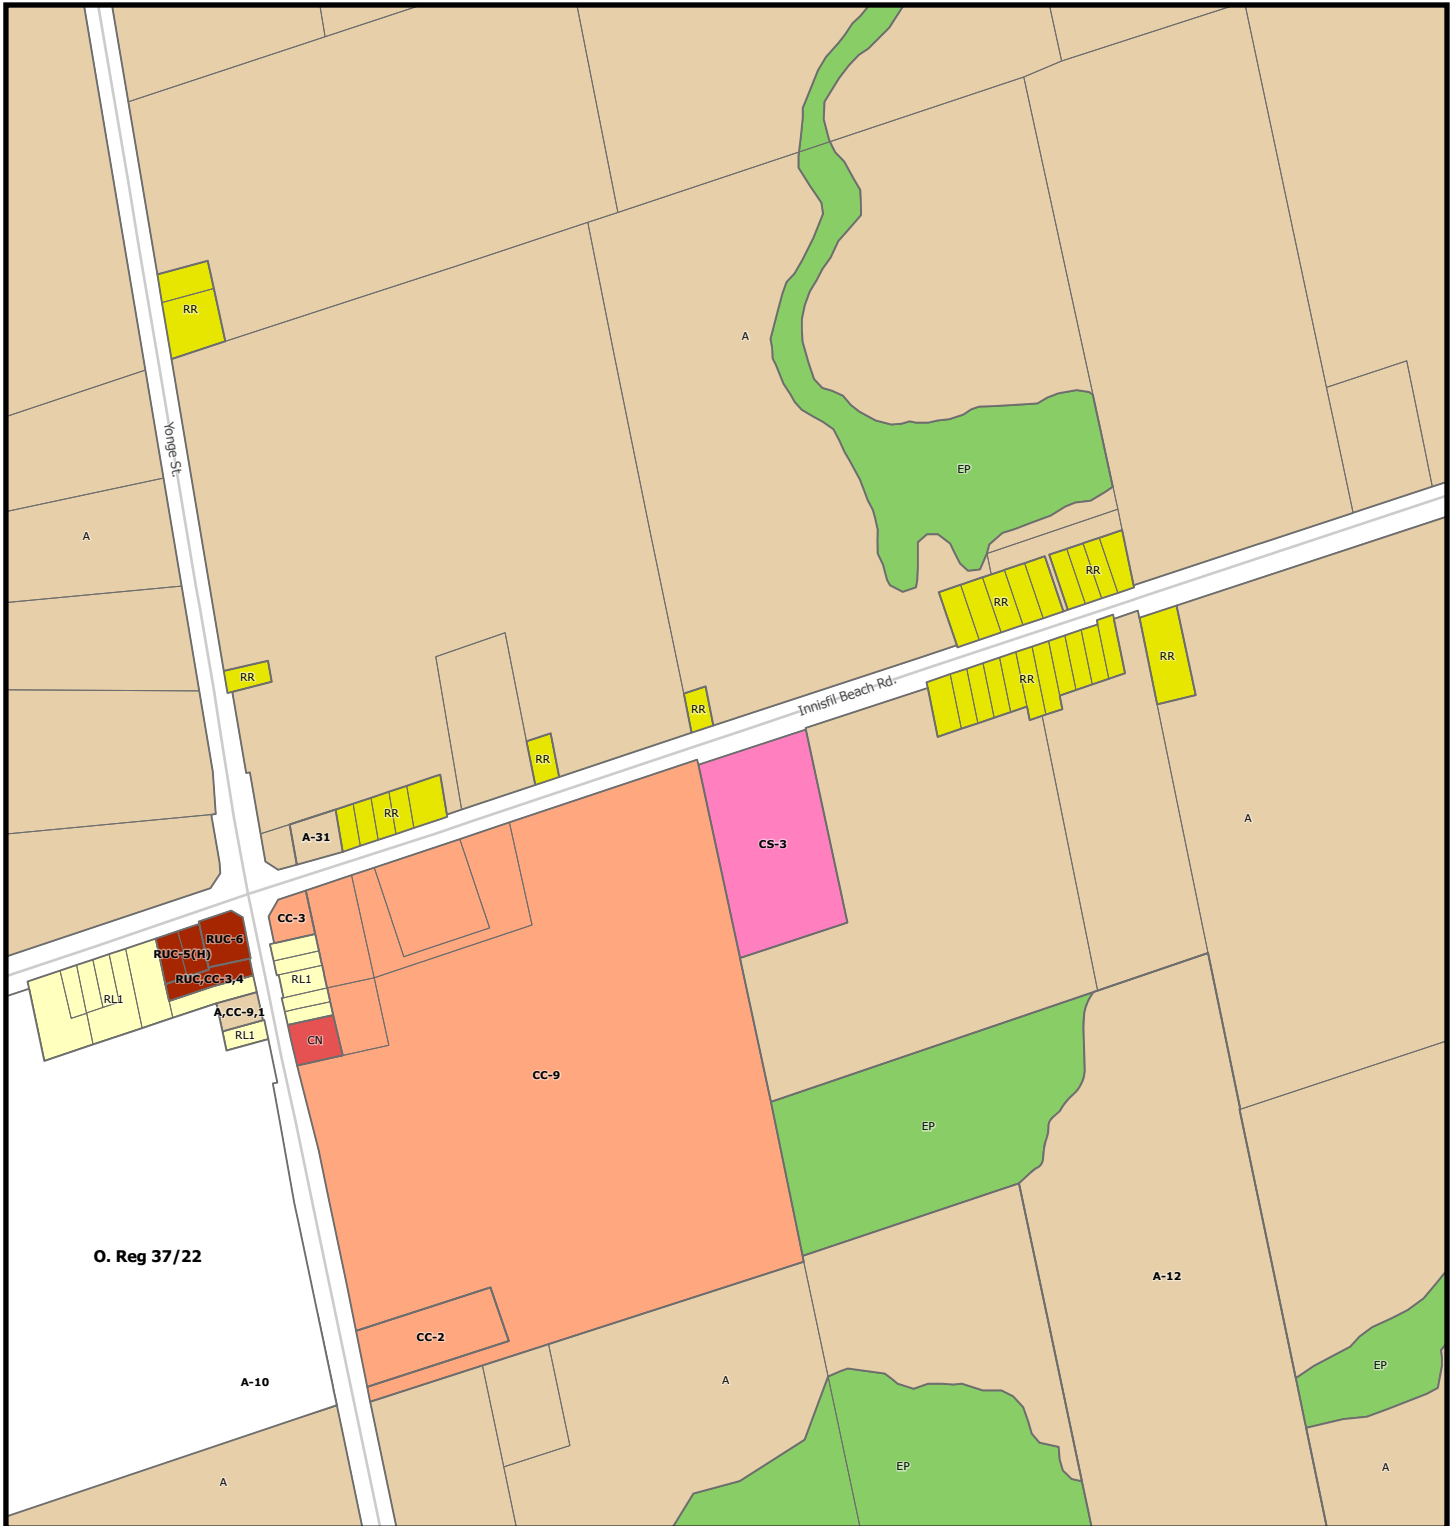 RR
A
Yonge St.
EP
A
RR
RR
RR
RR
RR
RR
Innisfil Beach Rd.
RR
RR
A-31
A
CS-3
CC-3
RUC-6
RUC-5(H)
RUC,CC-3,4
RL1
RL1
A,CC-9,1
RL1
CN
CC-9
EP
O. Reg 37/22
A-12
CC-2
EP
A-10
A
EP
A
A